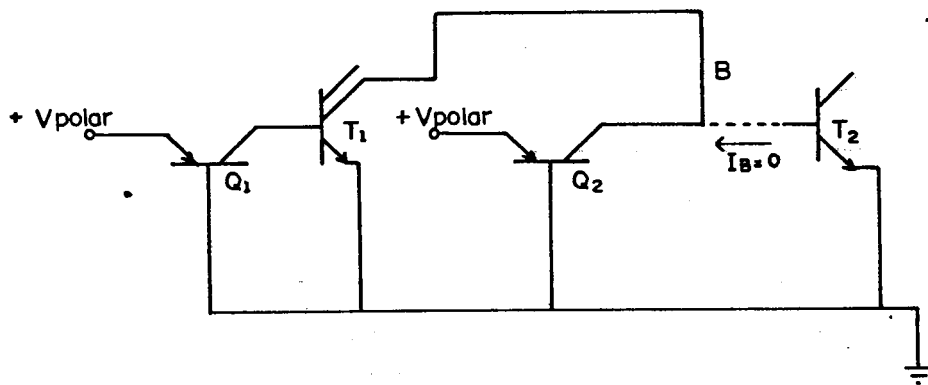 + Vpolar
T1
Q1
+ Vpolar
Q2
B
IB=0
T2